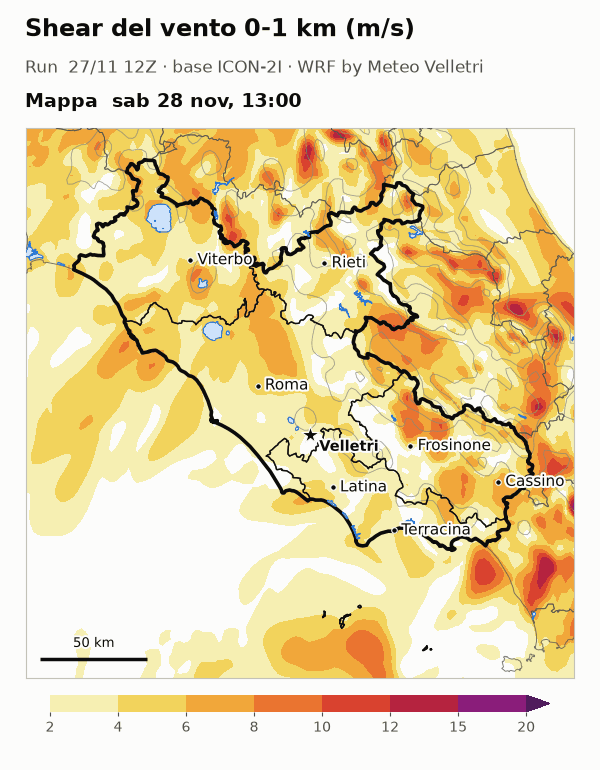 Shear del vento 0-1 km (m/s)
Run 27/11 12Z · base ICON-2I · WRF by Meteo Velletri
Mappa sab 28 nov, 13:00
Viterbo
Rieti
Roma
Velletri
Frosinone
Latina
Cassino
Terracina
50 km
2 4 6 8 10 12 15 20